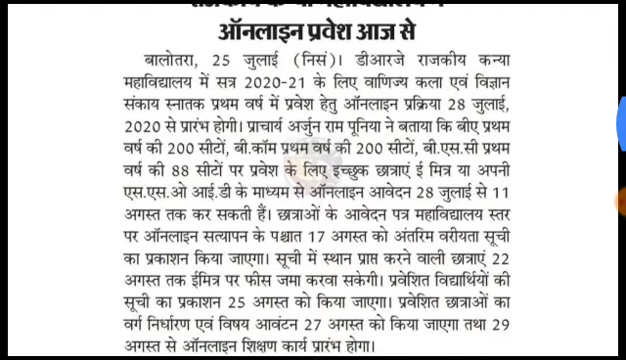 ऑनलाइन प्रवेश आज से
बालोतरा, 25 जुलाई (निसं)। डीआरजे राजकीय कन्या
महाविद्यालय में सत्र 2020-21 के लिए वाणिज्य कला एवं विज्ञान
संकाय स्नातक प्रथम वर्ष में प्रवेश हेतु ऑनलाइन प्रक्रिया 28 जुलाई,
2020 से प्रारंभ होगी। प्राचार्य अर्जुन राम पूनिया ने बताया कि बीए प्रथम
वर्ष की 200 सीटों, बी.कॉम प्रथम वर्ष की 200 सीटों, बी.एस.सी प्रथम
वर्ष की 88 सीटों पर प्रवेश के लिए इच्छुक छात्राएं ई मित्र या अपनी
एस.एस.ओ आई.डी के माध्यम से ऑनलाइन आवेदन 28 जुलाई से 11
अगस्त तक कर सकती हैं। छात्राओं के आवेदन पत्र महाविद्यालय स्तर
पर ऑनलाइन सत्यापन के पश्चात 17 अगस्त को अंतरिम वरीयता सूची
का प्रकाशन किया जाएगा। सूची में स्थान प्राप्त करने वाली छात्राएं 22
अगस्त तक ईमित्र पर फीस जमा करवा सकेगी। प्रवेशित विद्यार्थियों की
सूची का प्रकाशन 25 अगस्त को किया जाएगा। प्रवेशित छात्राओं का
वर्ग निर्धारण एवं विषय आवंटन 27 अगस्त को किया जाएगा तथा 29
अगस्त से ऑनलाइन शिक्षण कार्य प्रारंभ होगा।